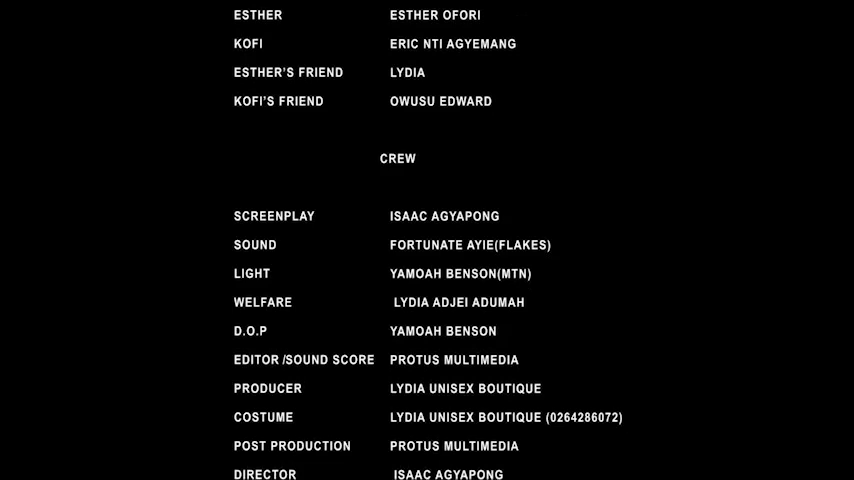 ESTHER ESTHER OFORI
KOFI ERIC NTI AGYEMANG
ESTHER'S FRIEND LYDIA
KOFI'S FRIEND OWUSU EDWARD
CREW
SCREENPLAY ISAAC AGYAPONG
SOUND FORTUNATE AYIE(FLAKES)
LIGHT YAMOAH BENSON(MTN)
WELFARE LYDIA ADJEI ADUMAH
D.O.P YAMOAH BENSON
EDITOR /SOUND SCORE PROTUS MULTIMEDIA
PRODUCER LYDIA UNISEX BOUTIQUE
COSTUME LYDIA UNISEX BOUTIQUE (0264286072)
POST PRODUCTION PROTUS MULTIMEDIA
DIRECTOR ISAAC AGYAPONG